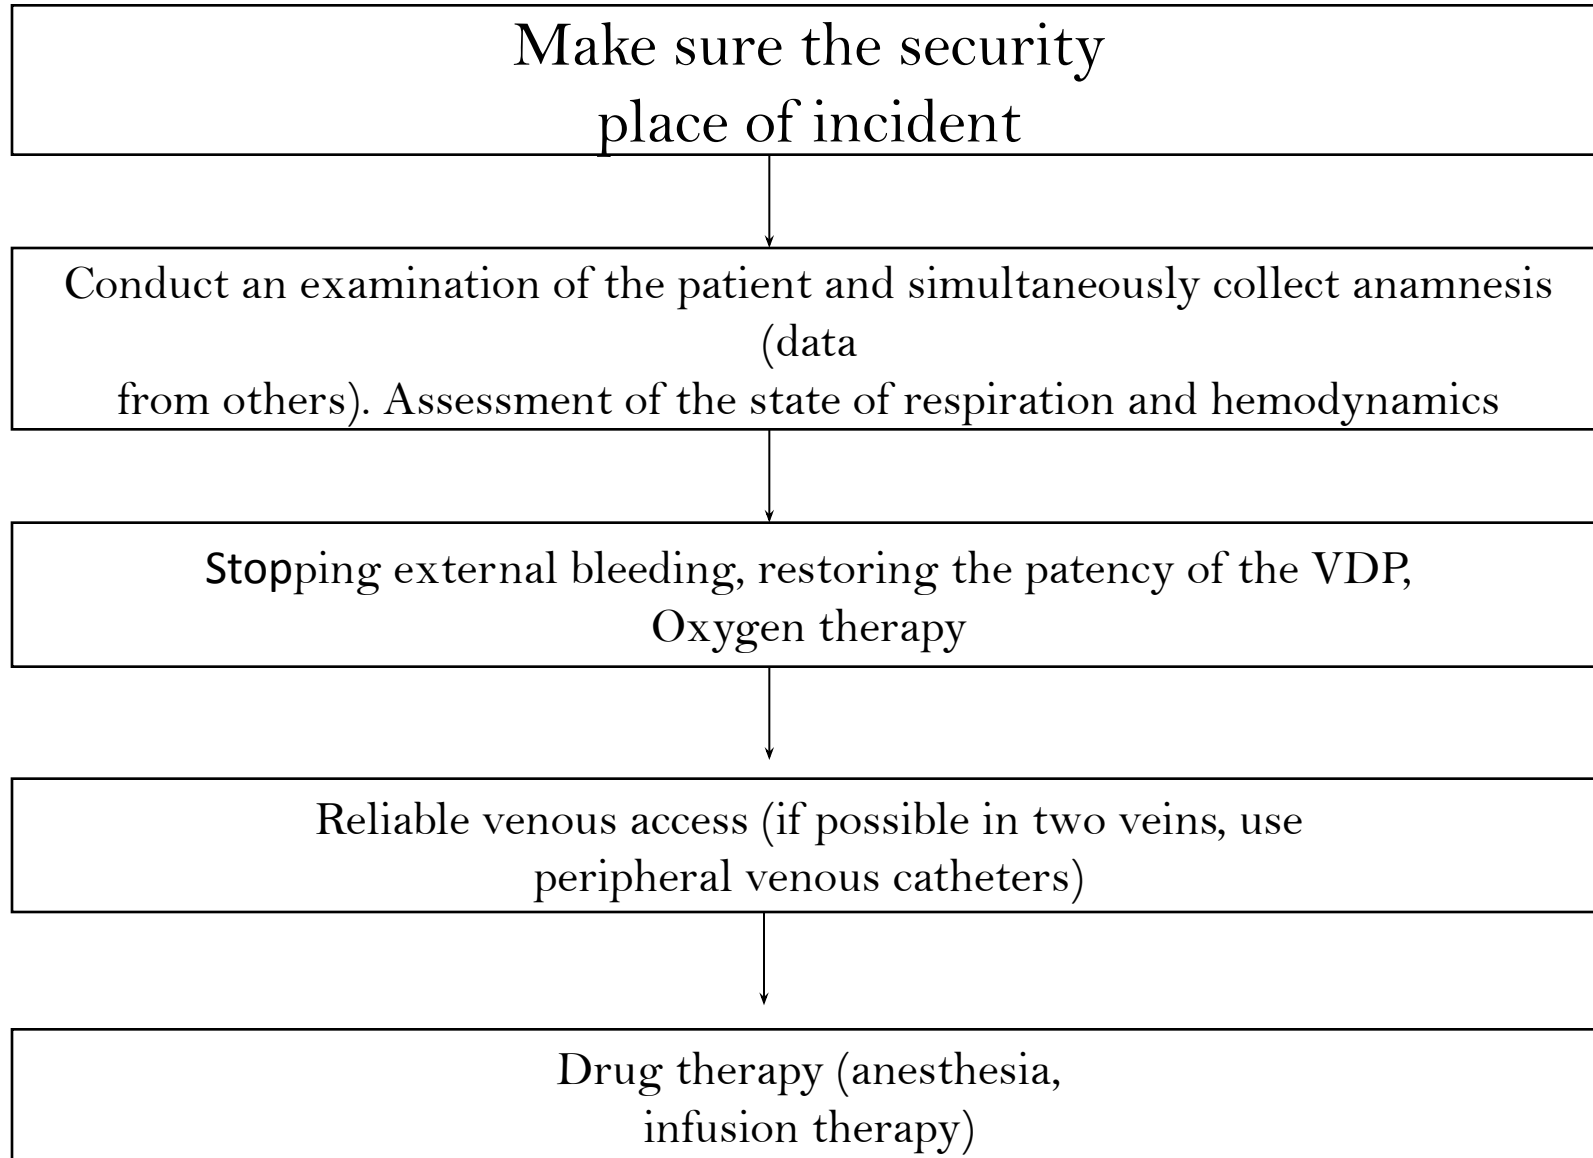 Make sure the security
place of incident
Conduct an examination of the patient and simultaneously collect anamnesis
(data
from others). Assessment of the state of respiration and hemodynamics
Stopping external bleeding, restoring the patency of the VDP,
Oxygen therapy
Reliable venous access (if possible in two veins, use
peripheral venous catheters)
Drug therapy (anesthesia,
infusion therapy)